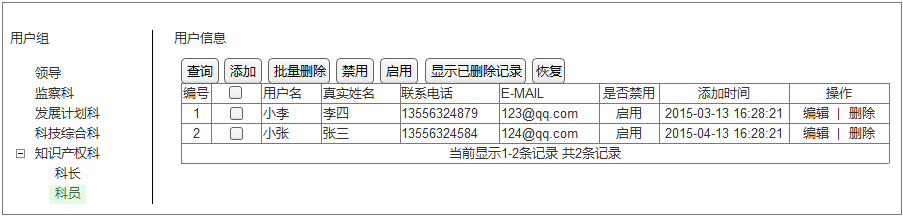 用户组
领导
监察科
发展计划科
科技综合科
知识产权科
科长
科员
用户信息
查询 添加 批量删除 禁用 启用 显示已删除记录 恢复
编号 用户名 真实姓名 联系电话 E-MAIL 是否禁用 添加时间 操作
1 小李 李四 13556324879 123@qq.com 启用 2015-03-13 16:28:21 编辑 | 删除
2 小张 张三 13556324584 124@qq.com 启用 2015-04-13 16:28:21 编辑 | 删除
当前显示1-2条记录 共2条记录